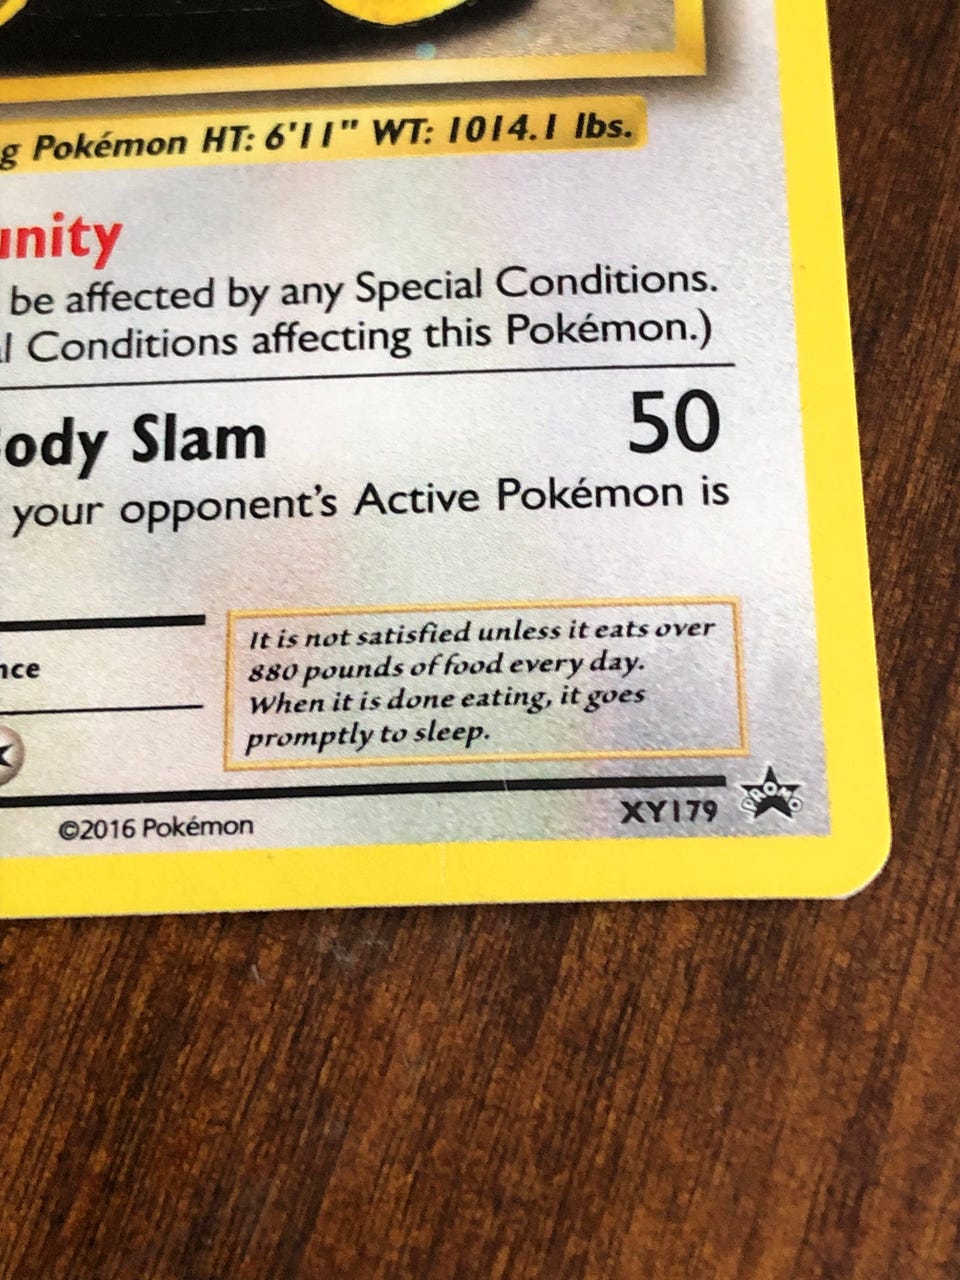 g Pokémon HT: 6'11" WT: 1014.1 lbs.
unity
be affected by any Special Conditions.
l Conditions affecting this Pokémon.)
ody Slam 50
your opponent's Active Pokémon is
It is not satisfied unless it eats over
880 pounds of food every day.
When it is done eating, it goes
promptly to sleep.
nce
©2016 Pokémon
XY179 PROMO